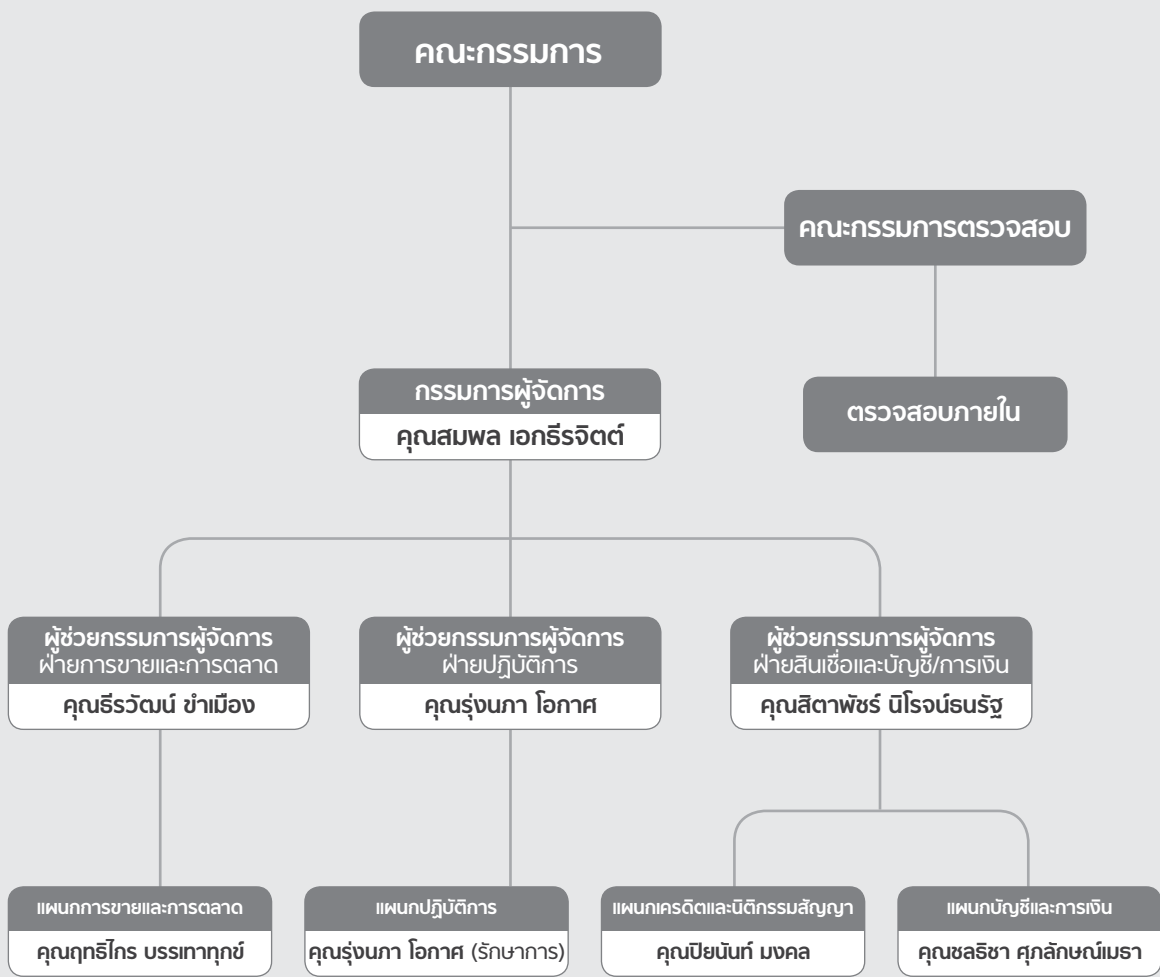 คณะกรรมการ
คณะกรรมการตรวจสอบ
กรรมการผู้จัดการ
คุณสมพล เอกธีรจิตต์
ตรวจสอบภายใน
ผู้ช่วยกรรมการผู้จัดการ
ฝ่ายการขายและการตลาด
คุณธีรวัฒน์ ขำเมือง
ผู้ช่วยกรรมการผู้จัดการ
ฝ่ายปฏิบัติการ
คุณรุ่งนภา โอกาศ
ผู้ช่วยกรรมการผู้จัดการ
ฝ่ายสินเชื่อและบัญชี/การเงิน
คุณสิตาพัชร์ นิโรจน์ธนรัฐ
แผนกการขายและการตลาด
คุณฤทธิไกร บรรเทาทุกข์
แผนกปฏิบัติการ
คุณรุ่งนภา โอกาศ (รักษาการ)
แผนกเครดิตและนิติกรรมสัญญา
คุณปิยนันท์ มงคล
แผนกบัญชีและการเงิน
คุณชลธิชา ศุภลักษณ์เมธา